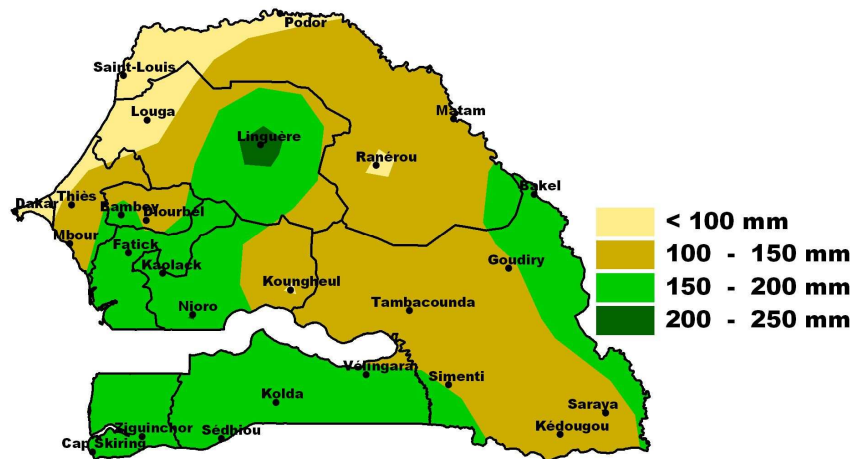 Podor
Saint-Louis
Louga
Matam
Linguère
Ranérou
Bakel
Dakar
Thiès
Bambey
Diourbel
Mbour
Fatick
Kaolack
Goudiry
Koungheul
Nioro
Tambacounda
Vélingara
Simenti
Kolda
Saraya
Kédougou
Ziguinchor
Sédhiou
Cap Skiring
< 100 mm
100 - 150 mm
150 - 200 mm
200 - 250 mm